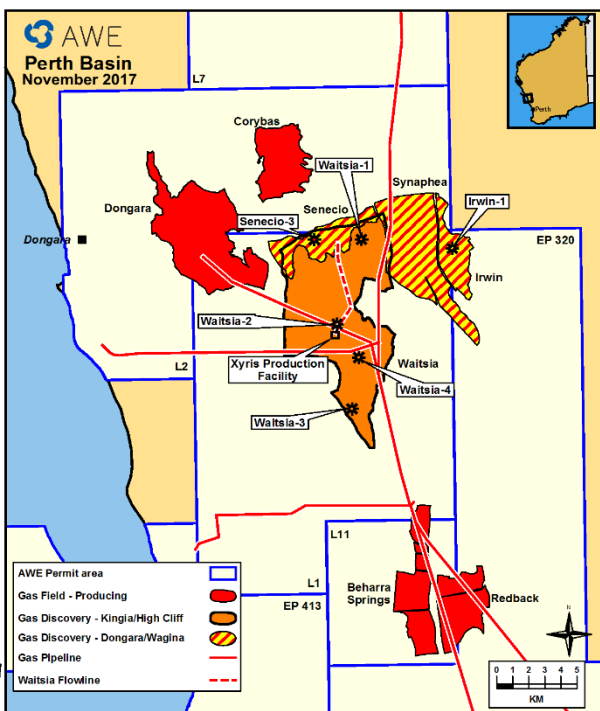 AWE
Perth Basin
November 2017
Perth
L7
Corybas
Waitsia-1
Synaphea
Dongara
Senecio
Irwin-1
Senecio-3
Dongara
EP 320
Irwin
Waitsia-2
Xyris Production
Facility
Waitsia
L2
Waitsia-4
Waitsia-3
L11
L1
EP 413
Beharra
Springs
Redback
AWE Permit area
Gas Field - Producing
Gas Discovery - Kingia/High Cliff
Gas Discovery - Dongara/Wagina
Gas Pipeline
Waitsia Flowline
N
0 1 2 3 4 5
KM